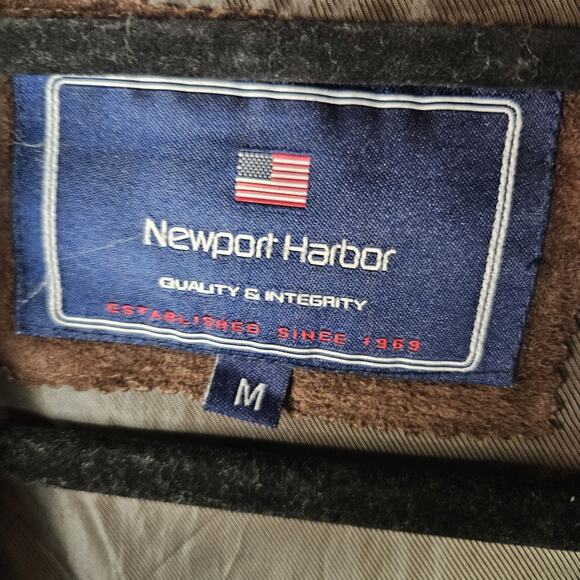 Newport Harbor
QUALITY & INTEGRITY
ESTABLISHED SINCE 1969
M